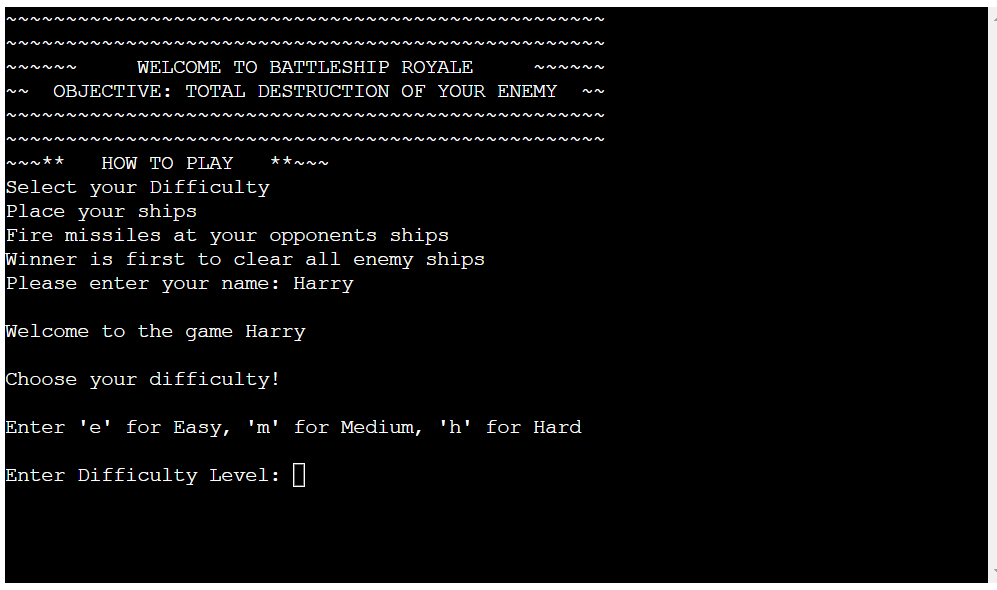 ~~~~~~~~~~~~~~~~~~~~~~~~~~~~~~~~~~~~~~~~~~~~~~~~~~
~~~~~~~~~~~~~~~~~~~~~~~~~~~~~~~~~~~~~~~~~~~~~~~~~~
~~~~~~     WELCOME TO BATTLESHIP ROYALE     ~~~~~~
~~  OBJECTIVE: TOTAL DESTRUCTION OF YOUR ENEMY  ~~
~~~~~~~~~~~~~~~~~~~~~~~~~~~~~~~~~~~~~~~~~~~~~~~~~~
~~~~~~~~~~~~~~~~~~~~~~~~~~~~~~~~~~~~~~~~~~~~~~~~~~
~~~**   HOW TO PLAY   **~~~
Select your Difficulty
Place your ships
Fire missiles at your opponents ships
Winner is first to clear all enemy ships
Please enter your name: Harry
Welcome to the game Harry
Choose your difficulty!
Enter 'e' for Easy, 'm' for Medium, 'h' for Hard
Enter Difficulty Level: